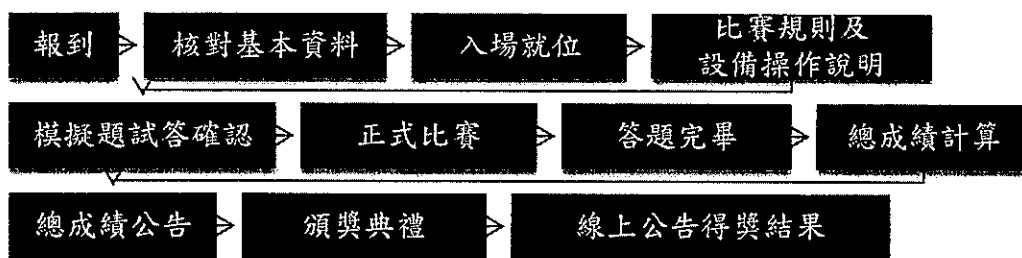 報到
核對基本資料
入場就位
比賽規則及
設備操作說明
模擬題試答確認
正式比賽
答題完畢
總成績計算
總成績公告
頒獎典禮
線上公告得獎結果